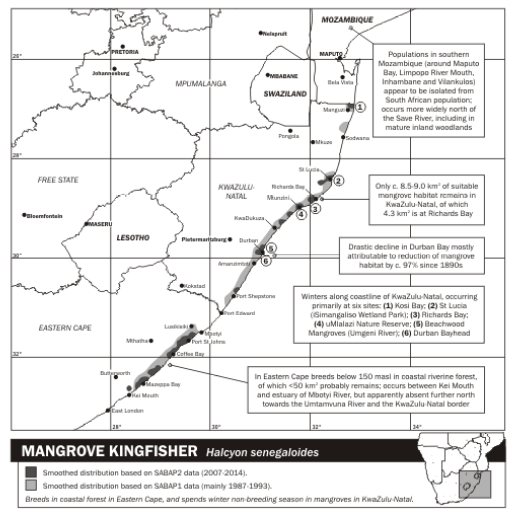 MOZAMBIQUE
Nelspruit
PRETORIA
MAPUTO
26°
26°
Johannesburg
MBABANE
Bela Vista
MPUMALANGA
SWAZILAND
Manguzi
1
Populations in southern
Mozambique (around Maputo
Bay, Limpopo River Mouth,
Inhambane and Vilankulos)
appear to be isolated from
South African population;
occurs more widely north of
the Save River, including in
mature inland woodlands
Pongola
Sodwana
Mkuze
28°
28°
FREE STATE
St Lucia
2
KWAZULU-
NATAL
Richards Bay
Mtunzini
3
4
Only c. 8.5-9.0 km² of suitable
mangrove habitat remains in
KwaZulu-Natal, of which
4.3 km² is at Richards Bay
Bloemfontein
MASERU
KwaDukuza
LESOTHO
Pietermaritzburg
Durban
5
6
Drastic decline in Durban Bay mostly
attributable to reduction of mangrove
habitat by c. 97% since 1890s
30°
30°
Amanzimtoti
Kokstad
Port Shepstone
Port Edward
Winters along coastline of KwaZulu-Natal, occurring
primarily at six sites: (1) Kosi Bay; (2) St Lucia
(iSimangaliso Wetland Park); (3) Richards Bay;
(4) uMlalazi Nature Reserve; (5) Beachwood
Mangroves (Umgeni River); (6) Durban Bayhead
EASTERN CAPE
Lusikisiki
Mbotyi
Mthatha
Port St Johns
32°
32°
Coffee Bay
Butterworth
Mazeppa Bay
Kei Mouth
East London
In Eastern Cape breeds below 150 masl in coastal riverine forest,
of which <50 km² probably remains; occurs between Kei Mouth
and estuary of Mbotyi River, but apparently absent further north
towards the Umtamvuna River and the KwaZulu-Natal border
28°
30°
32°
34°
MANGROVE KINGFISHER Halcyon senegaloides
Smoothed distribution based on SABAP2 data (2007-2014).
Smoothed distribution based on SABAP1 data (mainly 1987-1993).
Breeds in coastal forest in Eastern Cape, and spends winter non-breeding season in mangroves in KwaZulu-Natal.